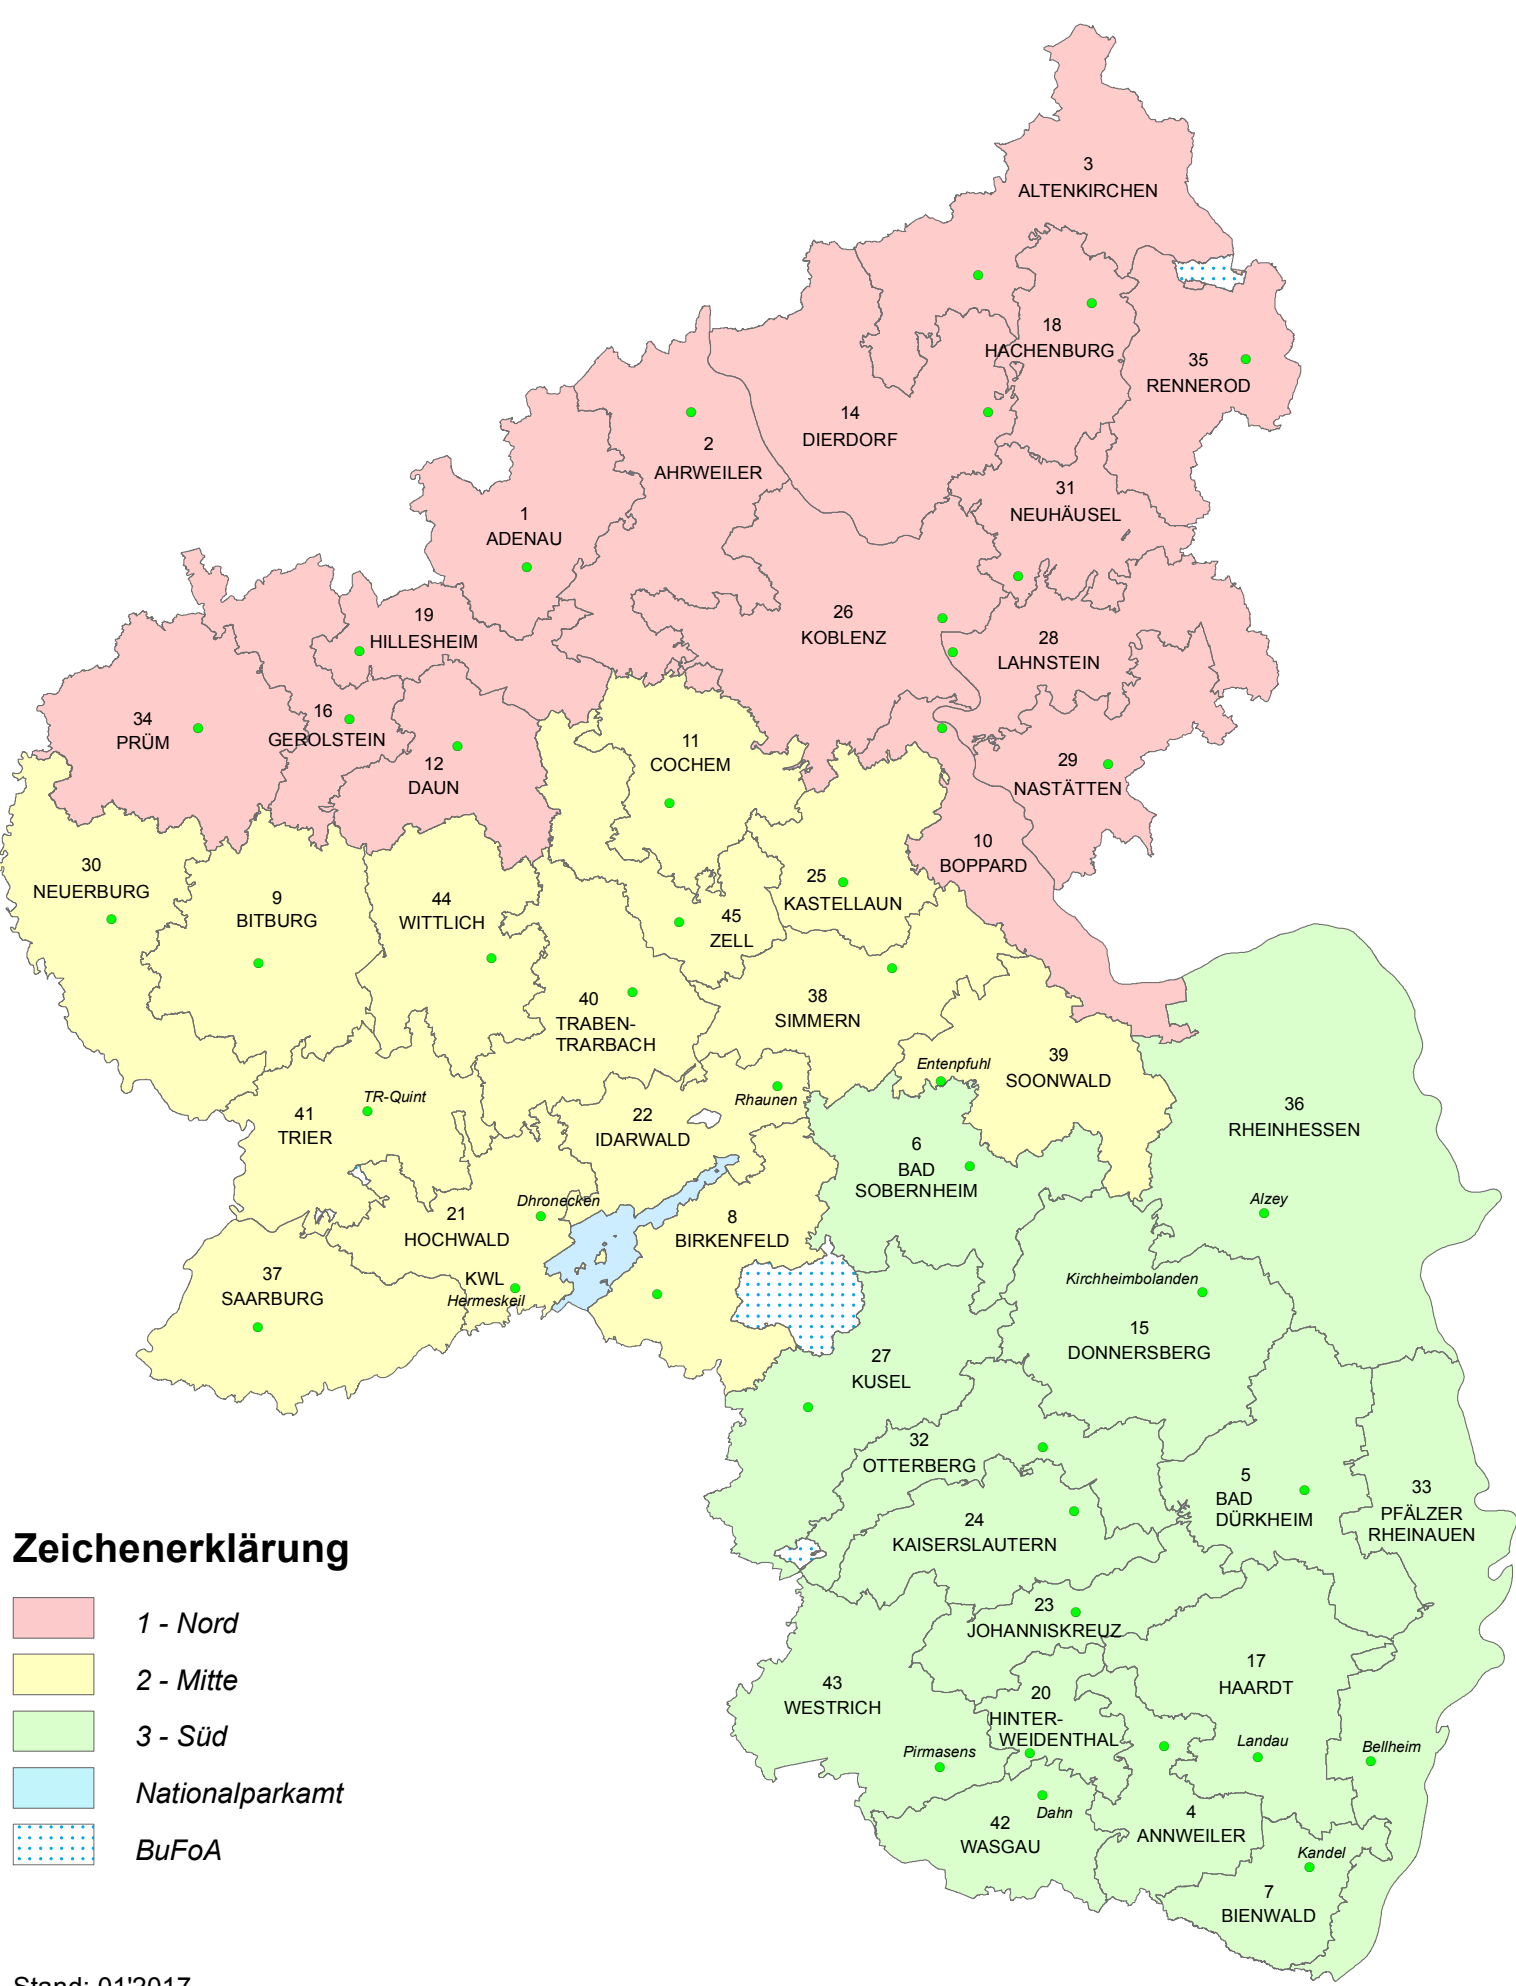 3
ALTENKIRCHEN
18
HACHENBURG
35
RENNEROD
14
DIERDORF
2
AHRWEILER
31
NEUHÄUSEL
1
ADENAU
19
HILLESHEIM
26
KOBLENZ
28
LAHNSTEIN
34
PRÜM
16
GEROLSTEIN
12
DAUN
11
COCHEM
29
NASTÄTTEN
10
BOPPARD
30
NEUERBURG
9
BITBURG
44
WITTLICH
25
KASTELLAUN
45
ZELL
40
TRABEN-
TRARBACH
38
SIMMERN
Entenpfuhl
39
SOONWALD
TR-Quint
41
TRIER
22
IDARWALD
Rhaunen
36
RHEINHESSEN
Alzey
6
BAD
SOBERNHEIM
Dhronecken
21
HOCHWALD
8
BIRKENFELD
KWL
Hermeskeil
37
SAARBURG
Kirchheimbolanden
15
DONNERSBERG
27
KUSEL
32
OTTERBERG
5
BAD
DÜRKHEIM
33
PFÄLZER
RHEINAUEN
24
KAISERSLAUTERN
23
JOHANNISKREUZ
17
HAARDT
43
WESTRICH
20
HINTER-
WEIDENTHAL
Pirmasens
Landau
Bellheim
Dahn
42
WASGAU
4
ANNWEILER
Kandel
7
BIENWALD
Zeichenerklärung
1 - Nord
2 - Mitte
3 - Süd
Nationalparkamt
BuFoA
Stand: 01'2017